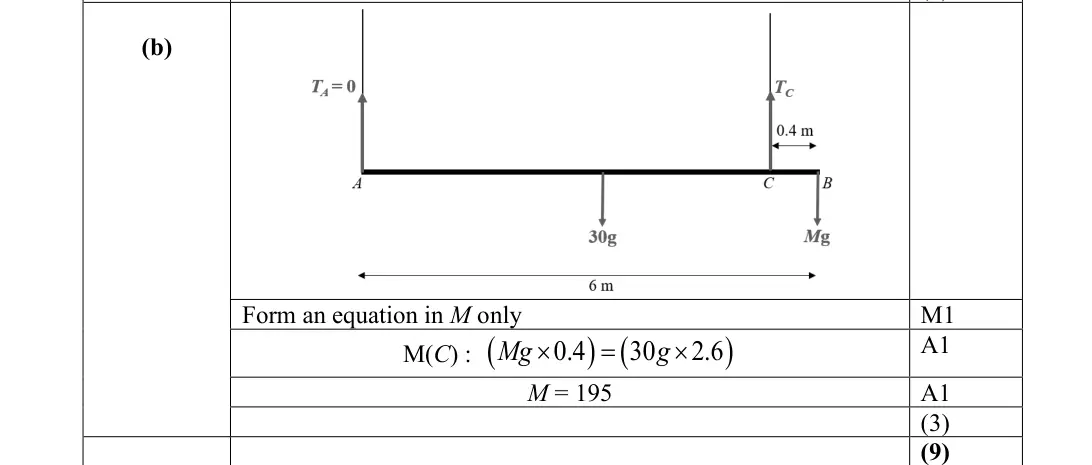 (b)
T_A = 0
T_C
0.4 m
A
C
B
30g
Mg
6 m
Form an equation in M only
M1
M(C) : (Mg × 0.4) = (30g × 2.6)
A1
M = 195
A1
(3)
(9)